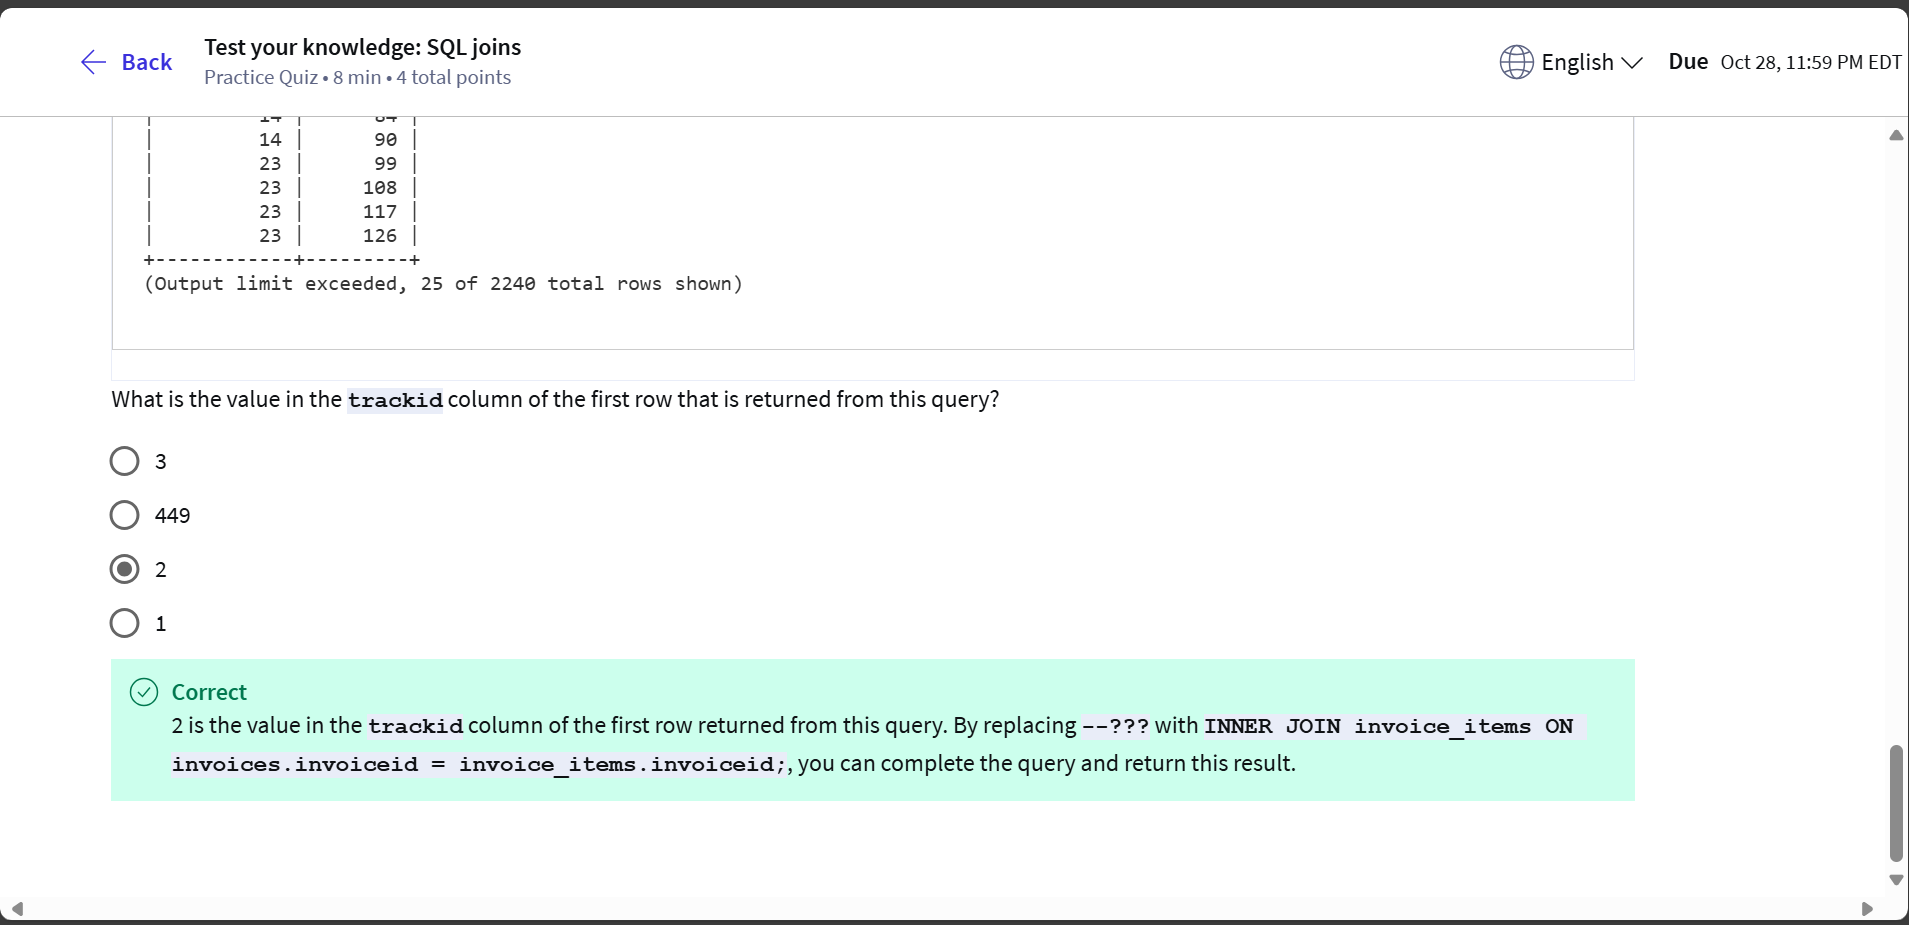 Back
Test your knowledge: SQL joins
Practice Quiz • 8 min • 4 total points
English
Due Oct 28, 11:59 PM EDT
| 14 | 84 |
| 14 | 90 |
| 23 | 99 |
| 23 | 108 |
| 23 | 117 |
| 23 | 126 |
+------------+---------+
(Output limit exceeded, 25 of 2240 total rows shown)
What is the value in the trackid column of the first row that is returned from this query?
3
449
2
1
Correct
2 is the value in the trackid column of the first row returned from this query. By replacing --??? with INNER JOIN invoice_items ON
invoices.invoiceid = invoice_items.invoiceid;, you can complete the query and return this result.